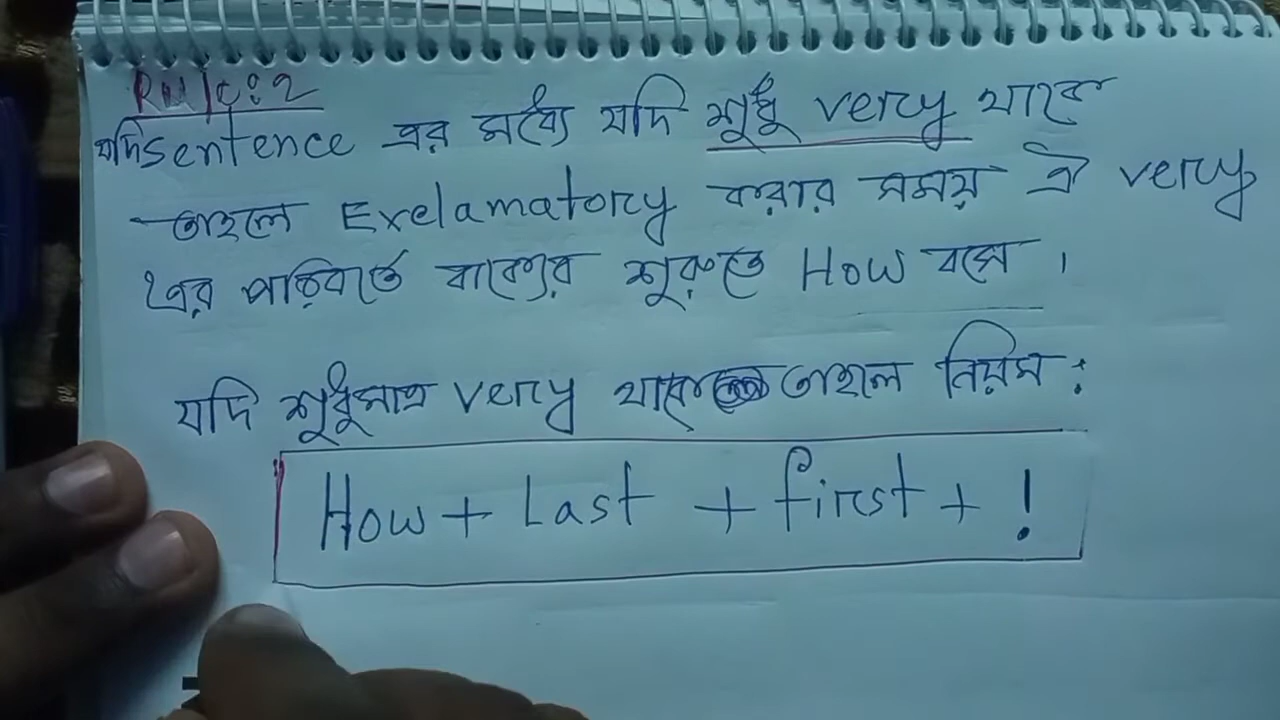 Rule:2
যদি sentence এর মধ্যে যদি শুধু very থাকে
তাহলে Exelamatory করার সময় ঐ very
এর পরিবর্তে বাক্যের শুরুতে How বসে ।
যদি শুধুমাত্র very থাকে তাহলে নিয়ম :
How + Last + first + !